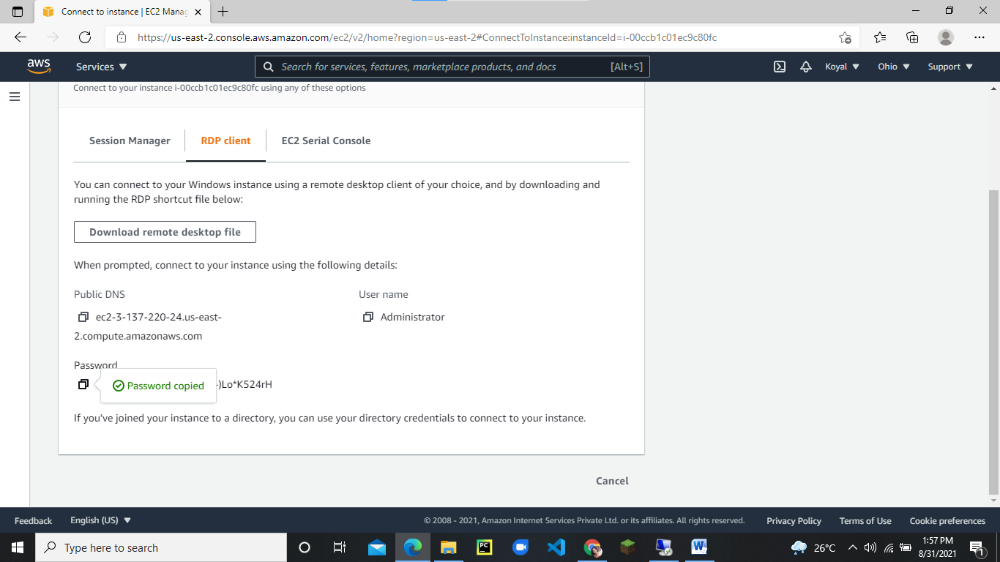 Connect to instance | EC2 Manag
https://us-east-2.console.aws.amazon.com/ec2/v2/home?region=us-east-2#ConnectToInstance:instanceId=i-00ccb1c01ec9c80fc
aws Services ▼ Search for services, features, marketplace products, and docs [Alt+S] Koyal ▼ Ohio ▼ Support ▼
Connect to your instance i-00ccb1c01ec9c80fc using any of these options
Session Manager RDP client EC2 Serial Console
You can connect to your Windows instance using a remote desktop client of your choice, and by downloading and
running the RDP shortcut file below:
Download remote desktop file
When prompted, connect to your instance using the following details:
Public DNS User name
ec2-3-137-220-24.us-east- Administrator
2.compute.amazonaws.com
Password
Password copied )Lo*K524rH
If you've joined your instance to a directory, you can use your directory credentials to connect to your instance.
Cancel
Feedback English (US) ▼ © 2008 - 2021, Amazon Internet Services Private Ltd. or its affiliates. All rights reserved. Privacy Policy Terms of Use Cookie preferences
Type here to search PC W 26°C 1:57 PM
8/31/2021 1